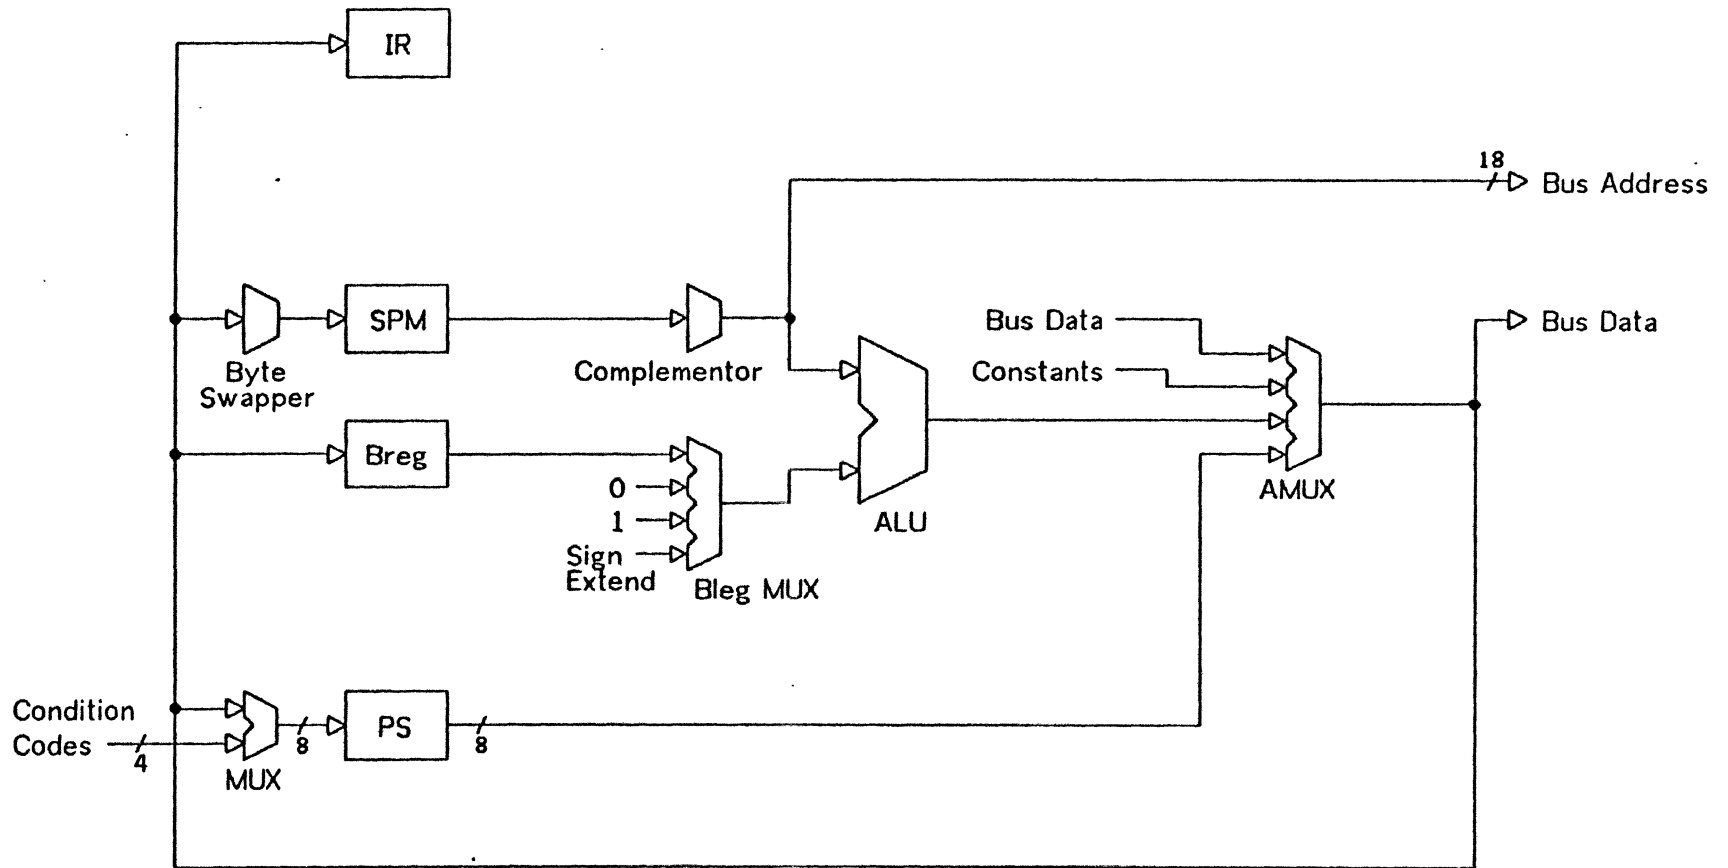 IR
18
Bus Address
SPM
Byte
Swapper
Complementor
Bus Data
Constants
Bus Data
Breg
0
1
Sign
Extend
Bleg MUX
ALU
AMUX
Condition
Codes
4
MUX
8
PS
8